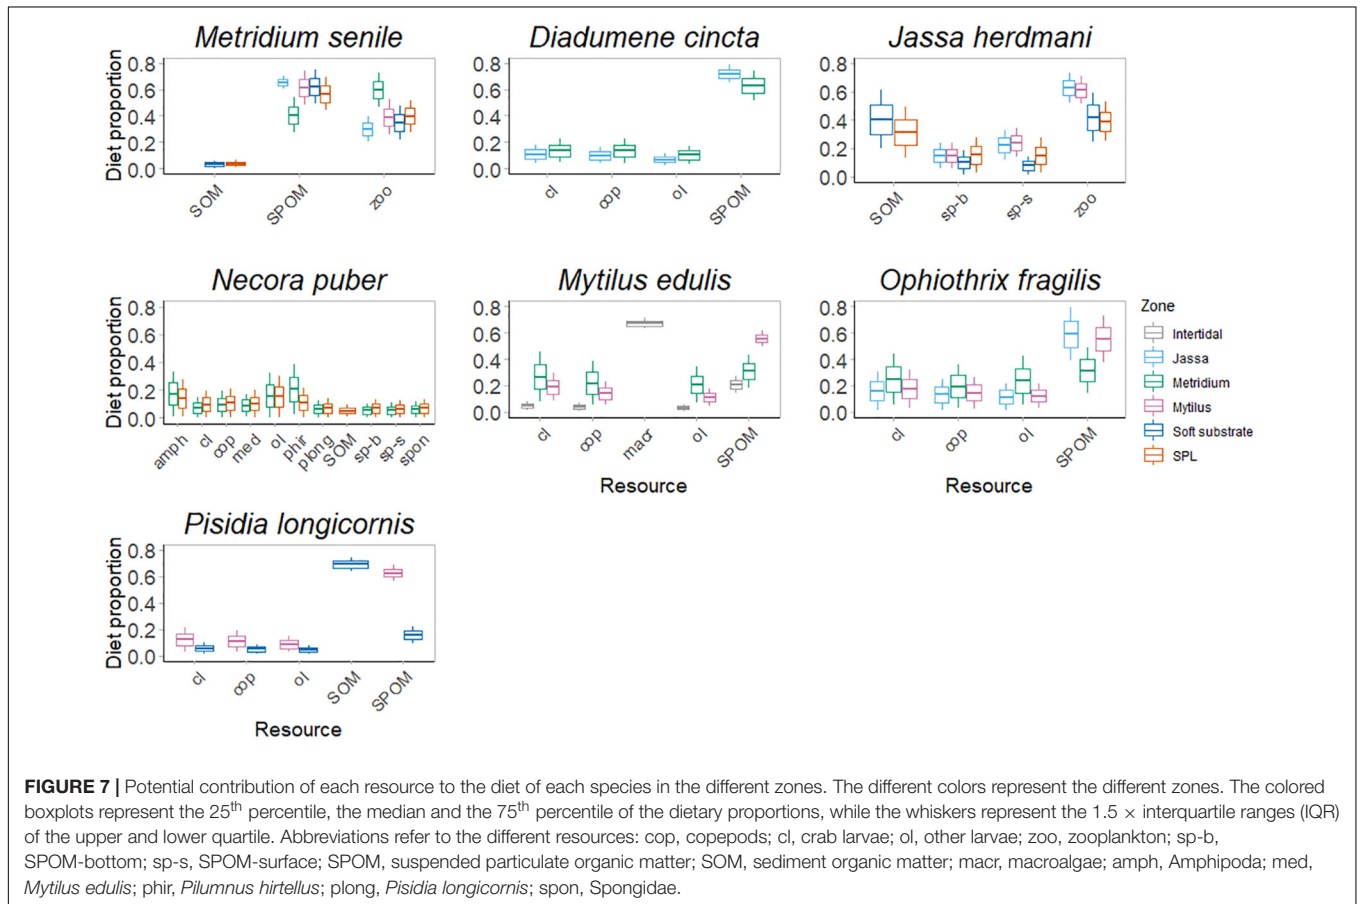 Metridium senile
Diadumene cincta
Jassa herdmani
Diet proportion
0.8
0.6
0.4
0.2
0.0
SOM
SPOM
zoo
0.8
0.6
0.4
0.2
0.0
cl
cop
ol
SPOM
0.8
0.6
0.4
0.2
0.0
SOM
sp-b
sp-s
zoo
Necora puber
Mytilus edulis
Ophiothrix fragilis
Diet proportion
0.8
0.6
0.4
0.2
0.0
amph
cl
cop
med
ol
phir
plong
SOM
sp-b
sp-s
spon
0.8
0.6
0.4
0.2
0.0
cl
cop
macr
ol
SPOM
Resource
0.8
0.6
0.4
0.2
0.0
cl
cop
ol
SPOM
Resource
Zone
Intertidal
Jassa
Metridium
Mytilus
Soft substrate
SPL
Pisidia longicornis
Diet proportion
0.8
0.6
0.4
0.2
0.0
cl
cop
ol
SOM
SPOM
Resource
FIGURE 7 | Potential contribution of each resource to the diet of each species in the different zones. The different colors represent the different zones. The colored
boxplots represent the 25th percentile, the median and the 75th percentile of the dietary proportions, while the whiskers represent the 1.5 × interquartile ranges (IQR)
of the upper and lower quartile. Abbreviations refer to the different resources: cop, copepods; cl, crab larvae; ol, other larvae; zoo, zooplankton; sp-b,
SPOM-bottom; sp-s, SPOM-surface; SPOM, suspended particulate organic matter; SOM, sediment organic matter; macr, macroalgae; amph, Amphipoda; med,
Mytilus edulis; phir, Pilumnus hirtellus; plong, Pisidia longicornis; spon, Spongidae.